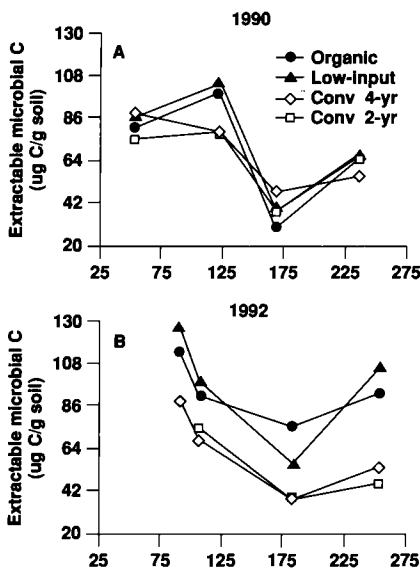 1990
A
Extractable microbial C
(ug C/g soil)
130
108
86
64
42
20
Organic
Low-input
Conv 4-yr
Conv 2-yr
25 75 125 175 225 275
1992
B
Extractable microbial C
(ug C/g soil)
130
108
86
64
42
20
25 75 125 175 225 275